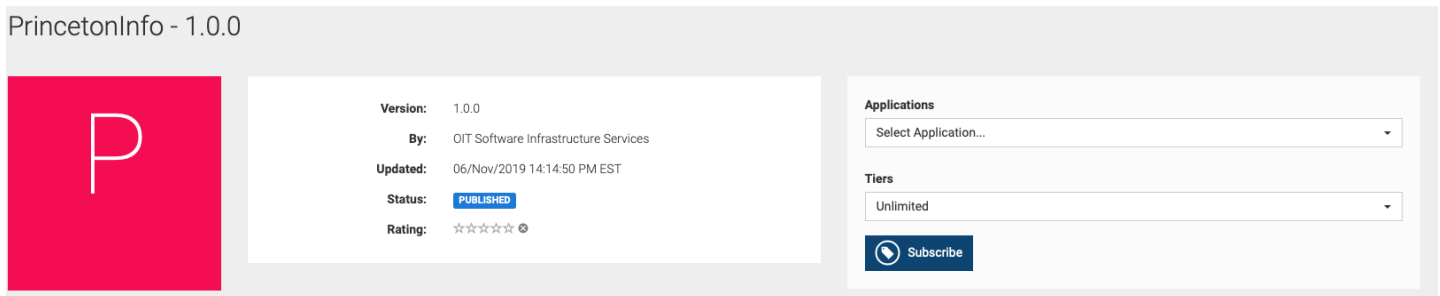 PrincetonInfo - 1.0.0
P
Version: 1.0.0
By: OIT Software Infrastructure Services
Updated: 06/Nov/2019 14:14:50 PM EST
Status: PUBLISHED
Rating:
Applications
Select Application...
Tiers
Unlimited
Subscribe